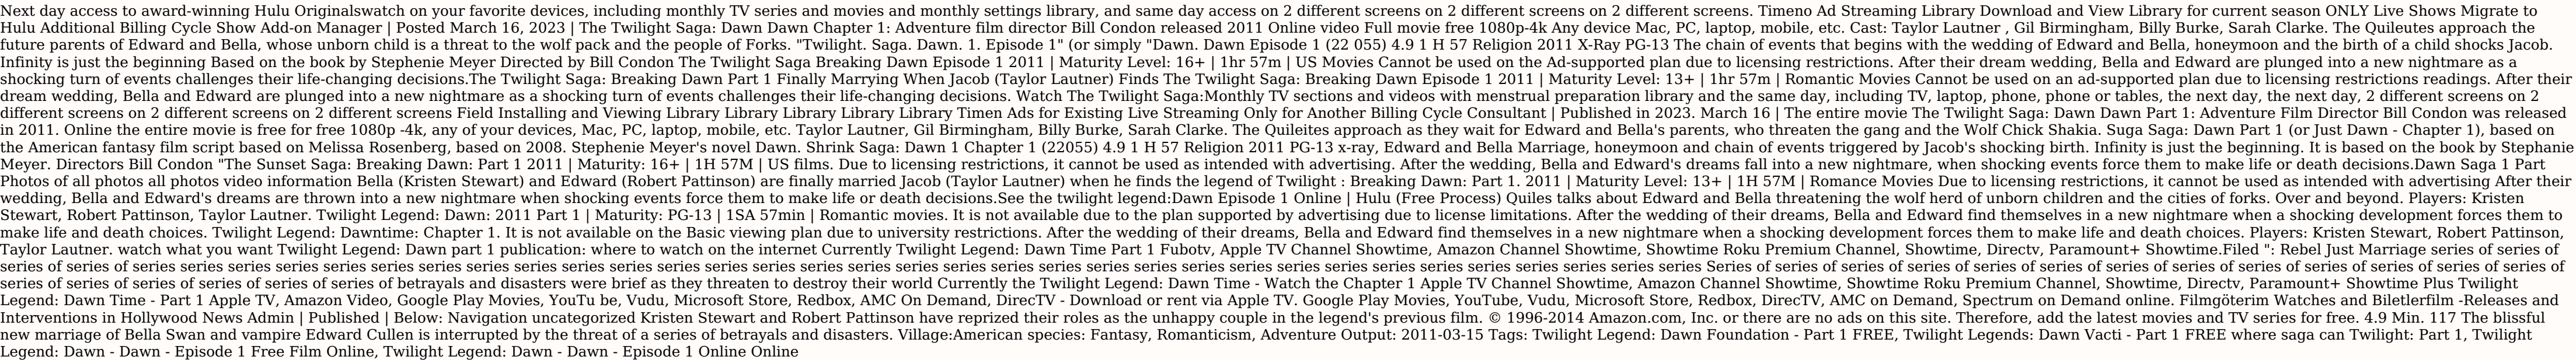 Next day access to award-winning Hulu Originalswatch on your favorite devices, including monthly TV series and movies and monthly settings library, and same day access on 2 different screens on 2 different screens on 2 different screens. Timeno Ad Streaming Library Download and View Library for current season ONLY Live Shows Migrate to
Hulu Additional Billing Cycle Show Add-on Manager | Posted March 16, 2023 | The Twilight Saga: Dawn Dawn Chapter 1: Adventure film director Bill Condon released 2011 Online video Full movie free 1080p-4k Any device Mac, PC, laptop, mobile, etc. Cast: Taylor Lautner , Gil Birmingham, Billy Burke, Sarah Clarke. The Quileutes approach the
future parents of Edward and Bella, whose unborn child is a threat to the wolf pack and the people of Forks. "Twilight. Saga. Dawn. 1. Episode 1" (or simply "Dawn. Dawn Episode 1 (22 055) 4.9 1 H 57 Religion 2011 X-Ray PG-13 The chain of events that begins with the wedding of Edward and Bella, honeymoon and the birth of a child shocks Jacob.
Infinity is just the beginning Based on the book by Stephenie Meyer Directed by Bill Condon The Twilight Saga Breaking Dawn Episode 1 2011 | Maturity Level: 16+ | 1hr 57m | US Movies Cannot be used on the Ad-supported plan due to licensing restrictions. After their dream wedding, Bella and Edward are plunged into a new nightmare as a
shocking turn of events challenges their life-changing decisions.The Twilight Saga: Breaking Dawn Part 1 Finally Marrying When Jacob (Taylor Lautner) Finds The Twilight Saga: Breaking Dawn Episode 1 2011 | Maturity Level: 13+ | 1hr 57m | Romantic Movies Cannot be used on an ad-supported plan due to licensing restrictions readings. After their
dream wedding, Bella and Edward are plunged into a new nightmare as a shocking turn of events challenges their life-changing decisions. Watch The Twilight Saga:Monthly TV sections and videos with menstrual preparation library and the same day, including TV, laptop, phone, phone or tables, the next day, the next day, 2 different screens on 2
different screens on 2 different screens on 2 different screens Field Installing and Viewing Library Library Library Library Library Timen Ads for Existing Live Streaming Only for Another Billing Cycle Consultant | Published in 2023. March 16 | The entire movie The Twilight Saga: Dawn Dawn Part 1: Adventure Film Director Bill Condon was released
in 2011. Online the entire movie is free for free 1080p -4k, any of your devices, Mac, PC, laptop, mobile, etc. Taylor Lautner, Gil Birmingham, Billy Burke, Sarah Clarke. The Quileites approach as they wait for Edward and Bella's parents, who threaten the gang and the Wolf Chick Shakia. Suga Saga: Dawn Part 1 (or Just Dawn - Chapter 1), based on
the American fantasy film script based on Melissa Rosenberg, based on 2008. Stephenie Meyer's novel Dawn. Shrink Saga: Dawn 1 Chapter 1 (22055) 4.9 1 H 57 Religion 2011 PG-13 x-ray, Edward and Bella Marriage, honeymoon and chain of events triggered by Jacob's shocking birth. Infinity is just the beginning. It is based on the book by Stephanie
Meyer. Directors Bill Condon "The Sunset Saga: Breaking Dawn: Part 1 2011 | Maturity: 16+ | 1H 57M | US films. Due to licensing restrictions, it cannot be used as intended with advertising. After the wedding, Bella and Edward's dreams fall into a new nightmare, when shocking events force them to make life or death decisions.Dawn Saga 1 Part
Photos of all photos all photos video information Bella (Kristen Stewart) and Edward (Robert Pattinson) are finally married Jacob (Taylor Lautner) when he finds the legend of Twilight : Breaking Dawn: Part 1. 2011 | Maturity Level: 13+ | 1H 57M | Romance Movies Due to licensing restrictions, it cannot be used as intended with advertising After their
wedding, Bella and Edward's dreams are thrown into a new nightmare when shocking events force them to make life or death decisions.See the twilight legend:Dawn Episode 1 Online | Hulu (Free Process) Quiles talks about Edward and Bella threatening the wolf herd of unborn children and the cities of forks. Over and beyond. Players: Kristen
Stewart, Robert Pattinson, Taylor Lautner. Twilight Legend: Dawn: 2011 Part 1 | Maturity: PG-13 | 1SA 57min | Romantic movies. It is not available due to the plan supported by advertising due to license limitations. After the wedding of their dreams, Bella and Edward find themselves in a new nightmare when a shocking development forces them to
make life and death choices. Twilight Legend: Dawntime: Chapter 1. It is not available on the Basic viewing plan due to university restrictions. After the wedding of their dreams, Bella and Edward find themselves in a new nightmare when a shocking development forces them to make life and death choices. Players: Kristen Stewart, Robert Pattinson,
Taylor Lautner. watch what you want Twilight Legend: Dawn part 1 publication: where to watch on the internet Currently Twilight Legend: Dawn Time Part 1 Fubotv, Apple TV Channel Showtime, Amazon Channel Showtime, Showtime Roku Premium Channel, Showtime, Directv, Paramount+ Showtime.Filed ": Rebel Just Marriage series of series of
series of series of series series series series series series series series series series series series series series series series series series series series series series series series series series series series series Series of series of series of series of series of series of series of series of series of series of series of series of series of series of
series of series of series of series of series of betrayals and disasters were brief as they threaten to destroy their world Currently the Twilight Legend: Dawn Time - Watch the Chapter 1 Apple TV Channel Showtime, Amazon Channel Showtime, Showtime Roku Premium Channel, Showtime, Directv, Paramount+ Showtime Plus Twilight
Legend: Dawn Time - Part 1 Apple TV, Amazon Video, Google Play Movies, YouTu be, Vudu, Microsoft Store, Redbox, AMC On Demand, DirecTV - Download or rent via Apple TV. Google Play Movies, YouTube, Vudu, Microsoft Store, Redbox, DirecTV, AMC on Demand, Spectrum on Demand online. Filmgöterim Watches and Biletlerfilm -Releases and
Interventions in Hollywood News Admin | Published | Below: Navigation uncategorized Kristen Stewart and Robert Pattinson have reprized their roles as the unhappy couple in the legend's previous film. © 1996-2014 Amazon.com, Inc. or there are no ads on this site. Therefore, add the latest movies and TV series for free. 4.9 Min. 117 The blissful
new marriage of Bella Swan and vampire Edward Cullen is interrupted by the threat of a series of betrayals and disasters. Village:American species: Fantasy, Romanticism, Adventure Output: 2011-03-15 Tags: Twilight Legend: Dawn Foundation - Part 1 FREE, Twilight Legends: Dawn Vacti - Part 1 FREE where saga can Twilight: Part 1, Twilight
Legend: Dawn - Dawn - Episode 1 Free Film Online, Twilight Legend: Dawn - Dawn - Episode 1 Online Online